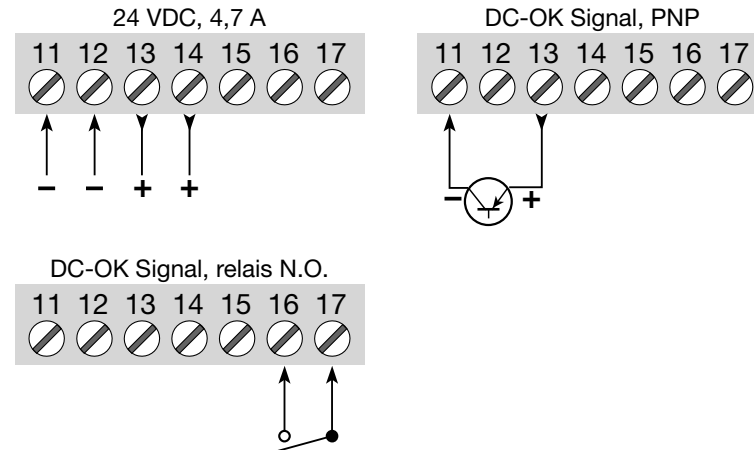 24 VDC, 4,7 A
11 12 13 14 15 16 17
– – + +
DC-OK Signal, PNP
11 12 13 14 15 16 17
– +
DC-OK Signal, relais N.O.
11 12 13 14 15 16 17